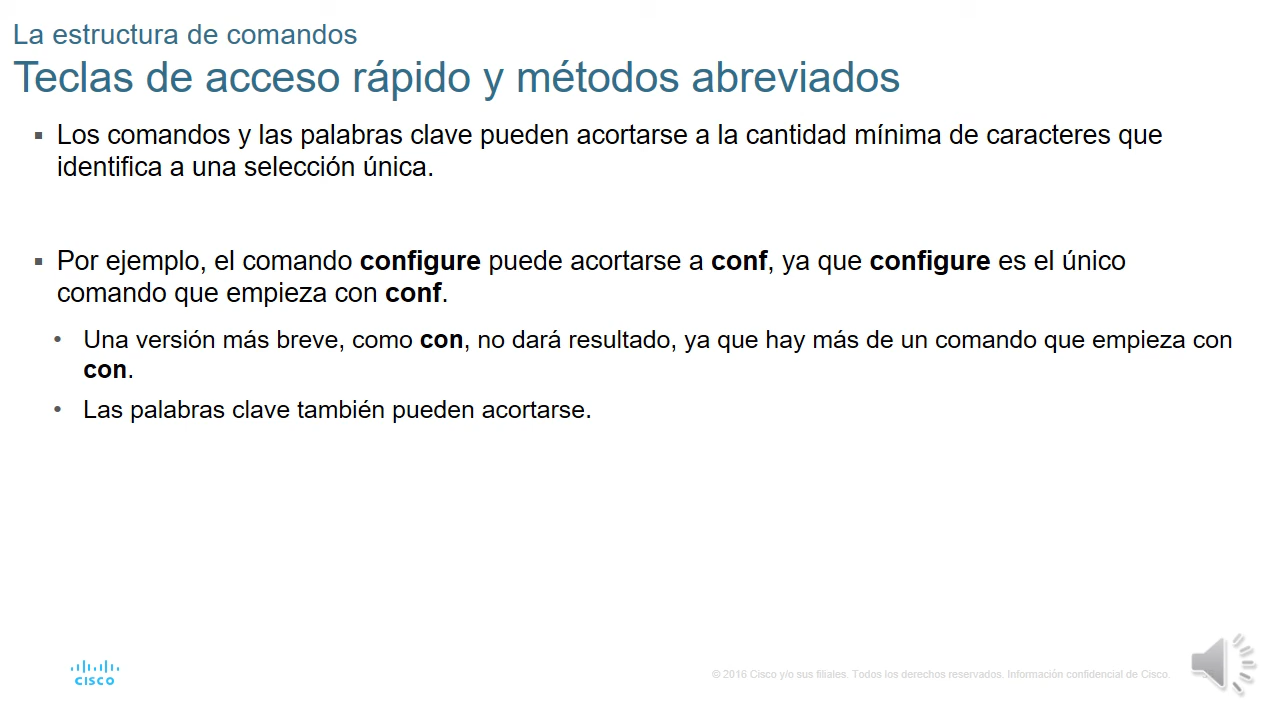 La estructura de comandos
Teclas de acceso rápido y métodos abreviados
▪ Los comandos y las palabras clave pueden acortarse a la cantidad mínima de caracteres que
identifica a una selección única.
▪ Por ejemplo, el comando configure puede acortarse a conf, ya que configure es el único
comando que empieza con conf.
• Una versión más breve, como con, no dará resultado, ya que hay más de un comando que empieza con
con.
• Las palabras clave también pueden acortarse.
CISCO
© 2016 Cisco y/o sus filiales. Todos los derechos reservados. Información confidencial de Cisco.